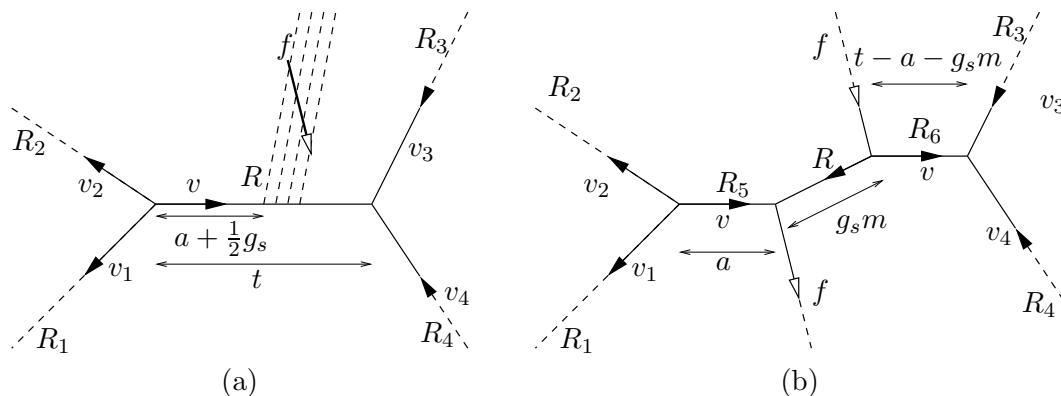 f
R_3
R_2
v_2
v
R
v_3
a + \frac{1}{2}g_s
v_1
t
v_4
R_1
R_4
(a)
f
t - a - g_s m
R_3
v_3
R_2
R_6
v_2
R_5
R
v
v
g_s m
v_4
v_1
a
f
R_1
R_4
(b)